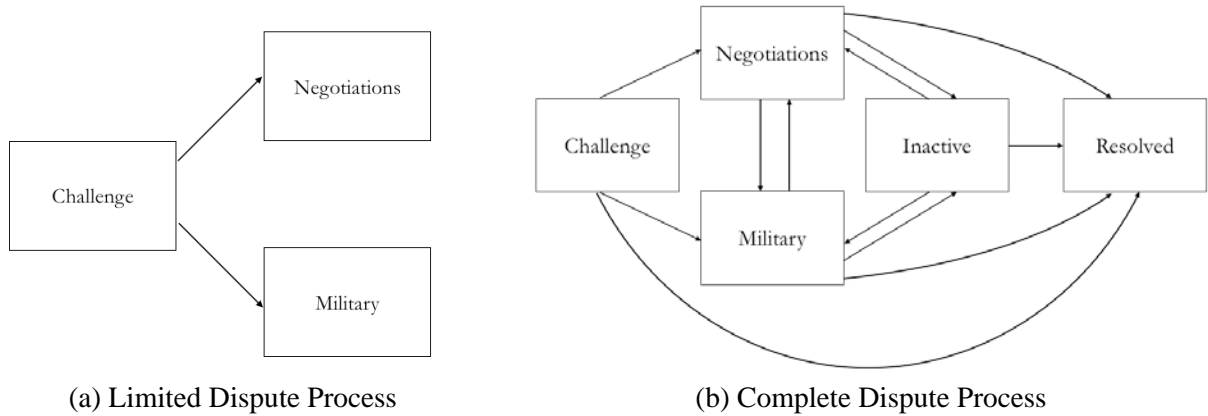 Challenge
Negotiations
Military
(a) Limited Dispute Process
Challenge
Negotiations
Military
Inactive
Resolved
(b) Complete Dispute Process